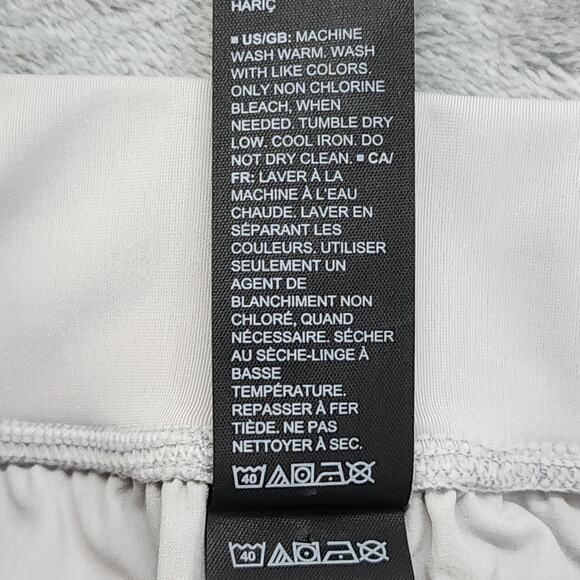 HARİÇ
■ US/GB: MACHINE
WASH WARM. WASH
WITH LIKE COLORS.
ONLY NON CHLORINE
BLEACH, WHEN
NEEDED. TUMBLE DRY
LOW. COOL IRON. DO
NOT DRY CLEAN. ■ CA/
FR: LAVER À LA
MACHINE À L'EAU
CHAUDE. LAVER EN
SÉPARANT LES
COULEURS. UTILISER
SEULEMENT UN
AGENT DE
BLANCHIMENT NON
CHLORÉ, QUAND
NÉCESSAIRE. SÉCHER
AU SÈCHE-LINGE À
BASSE
TEMPÉRATURE.
REPASSER À FER
TIÈDE. NE PAS
NETTOYER À SEC.
40
40